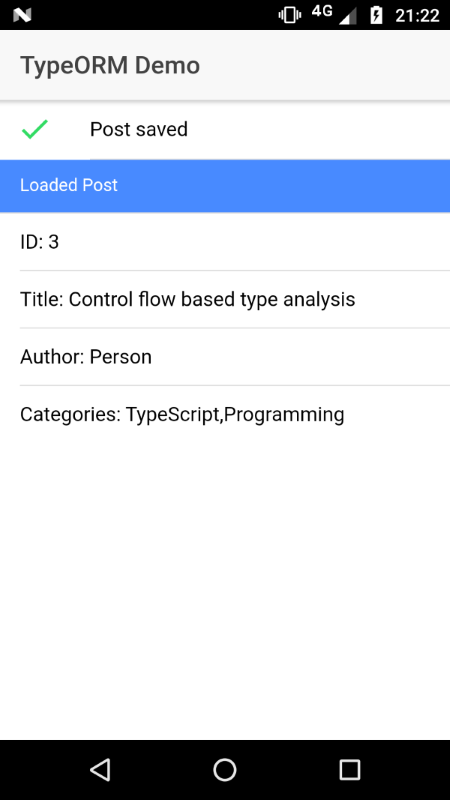 4G 21:22
TypeORM Demo
Post saved
Loaded Post
ID: 3
Title: Control flow based type analysis
Author: Person
Categories: TypeScript,Programming